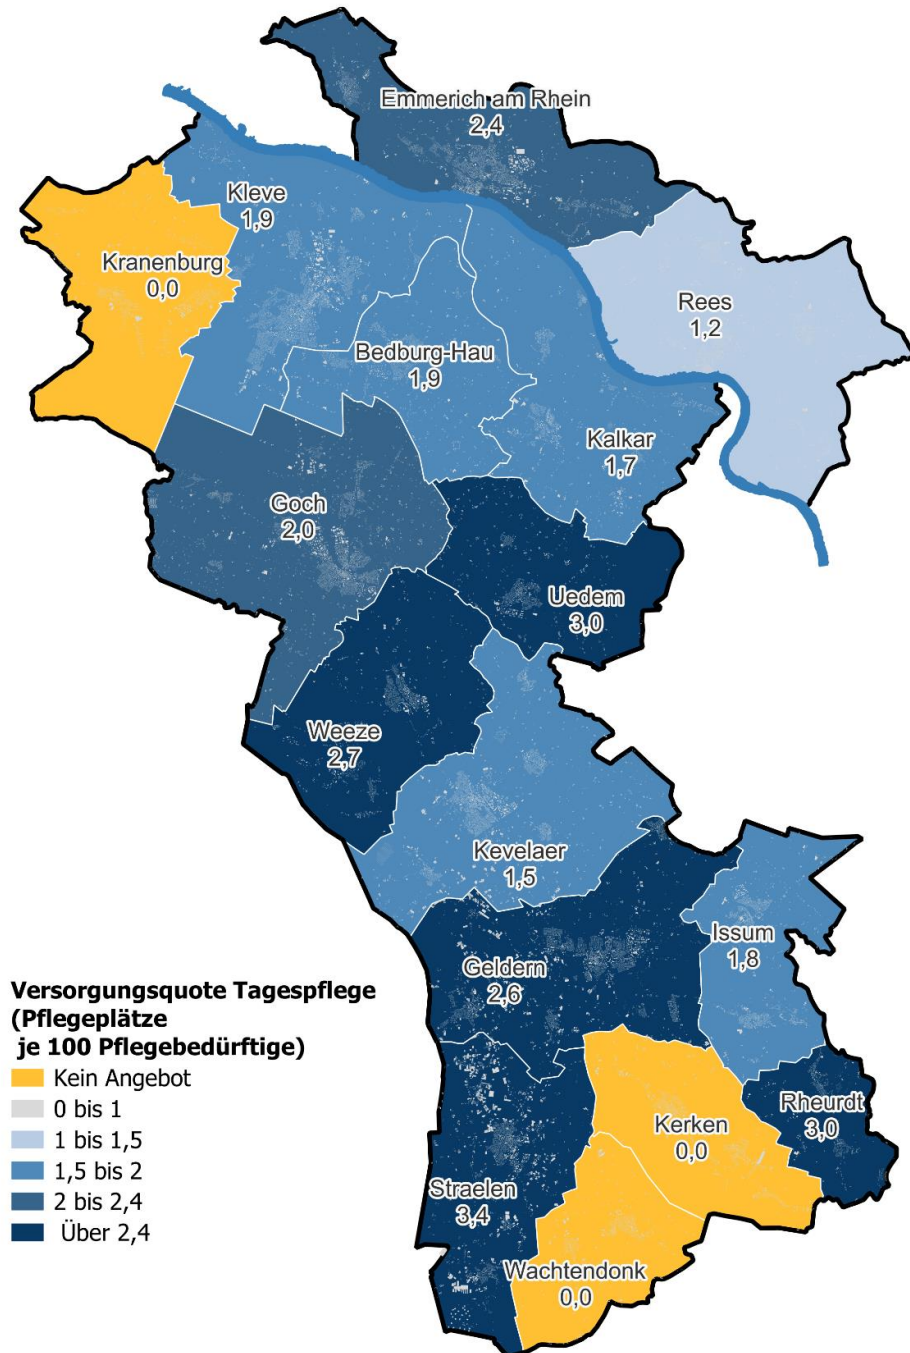 Emmerich am Rhein
2,4
Kleve
1,9
Kranenburg
0,0
Rees
1,2
Bedburg-Hau
1,9
Kalkar
1,7
Goch
2,0
Uedem
3,0
Weeze
2,7
Kevelaer
1,5
Issum
1,8
Geldern
2,6
Versorgungsquote Tagespflege
(Pflegeplätze
je 100 Pflegebedürftige)
Kein Angebot
0 bis 1
1 bis 1,5
1,5 bis 2
2 bis 2,4
Über 2,4
Rheurdt
3,0
Kerken
0,0
Straelen
3,4
Wachtendonk
0,0